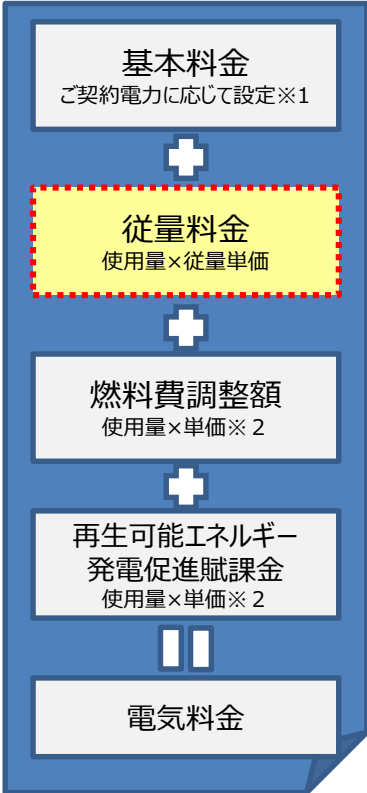 基本料金
ご契約電力に応じて設定※1
従量料金
使用量×従量単価
燃料費調整額
使用量×単価※２
再生可能エネルギー
発電促進賦課金
使用量×単価※２
電気料金